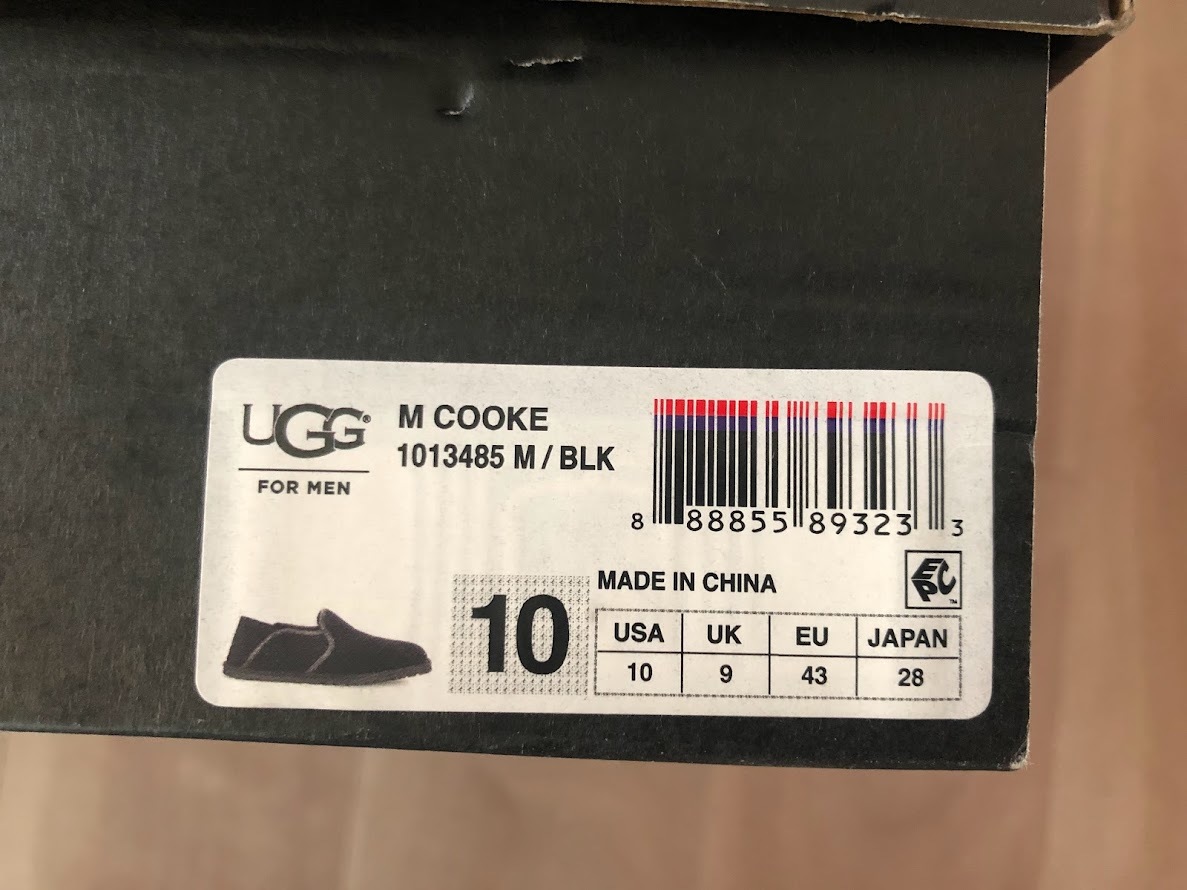 UGG®
FOR MEN
M COOKE
1013485 M / BLK
8 88855 89323 3
MADE IN CHINA
EPC™
10
USA UK EU JAPAN
10 9 43 28